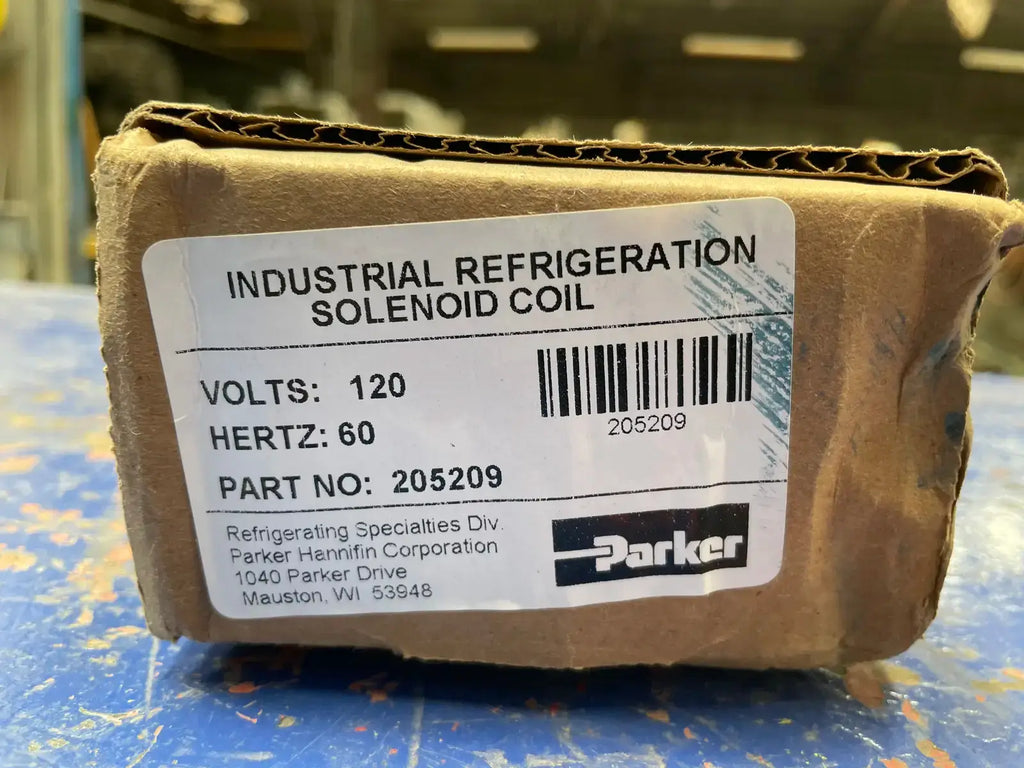 INDUSTRIAL REFRIGERATION
SOLENOID COIL
VOLTS: 120
HERTZ: 60
205209
PART NO: 205209
Refrigerating Specialties Div.
Parker Hannifin Corporation
1040 Parker Drive
Mauston, WI 53948
Parker